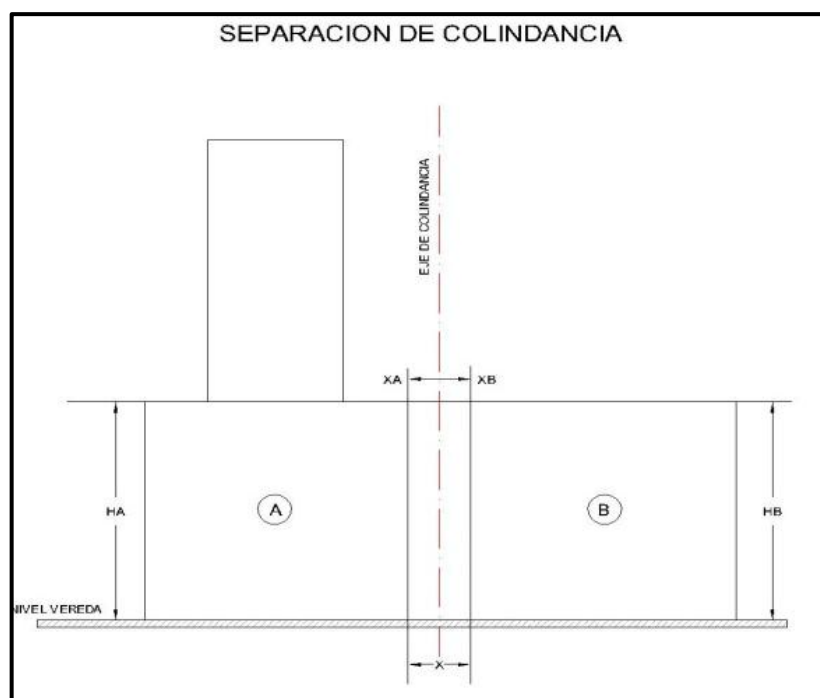 SEPARACION DE COLINDANCIA
EJE DE COLINDANCIA
XA XB
HA
A
B
HB
NIVEL VEREDA
X